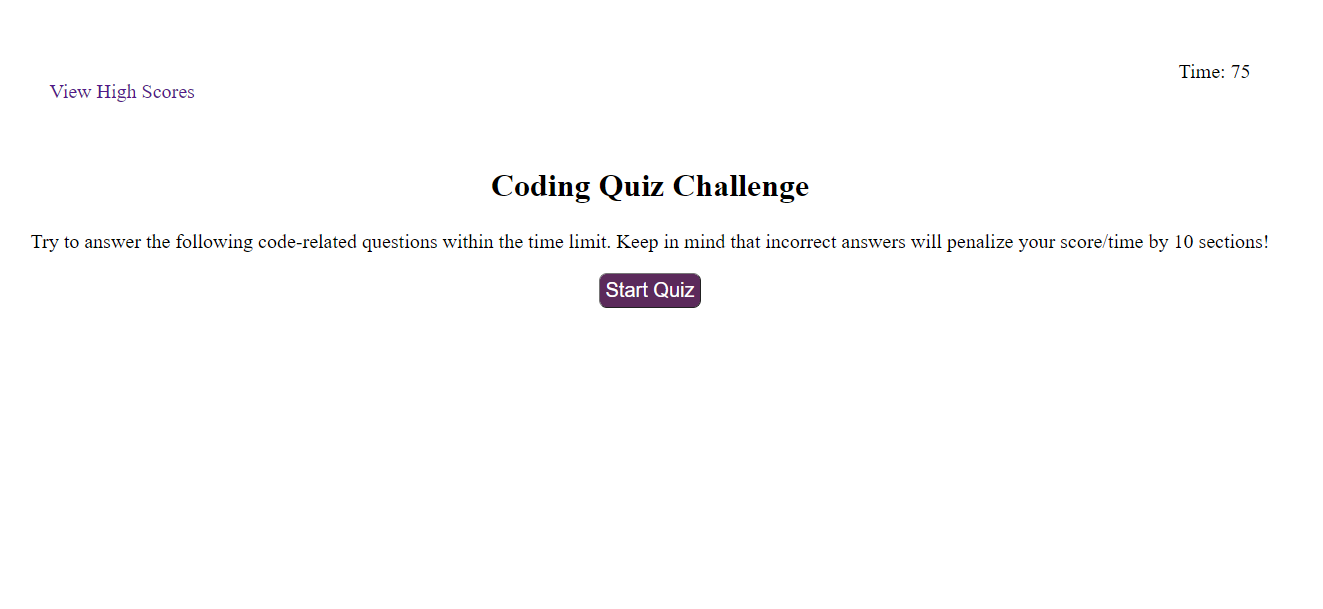 Time: 75
View High Scores
Coding Quiz Challenge
Try to answer the following code-related questions within the time limit. Keep in mind that incorrect answers will penalize your score/time by 10 sections!
Start Quiz